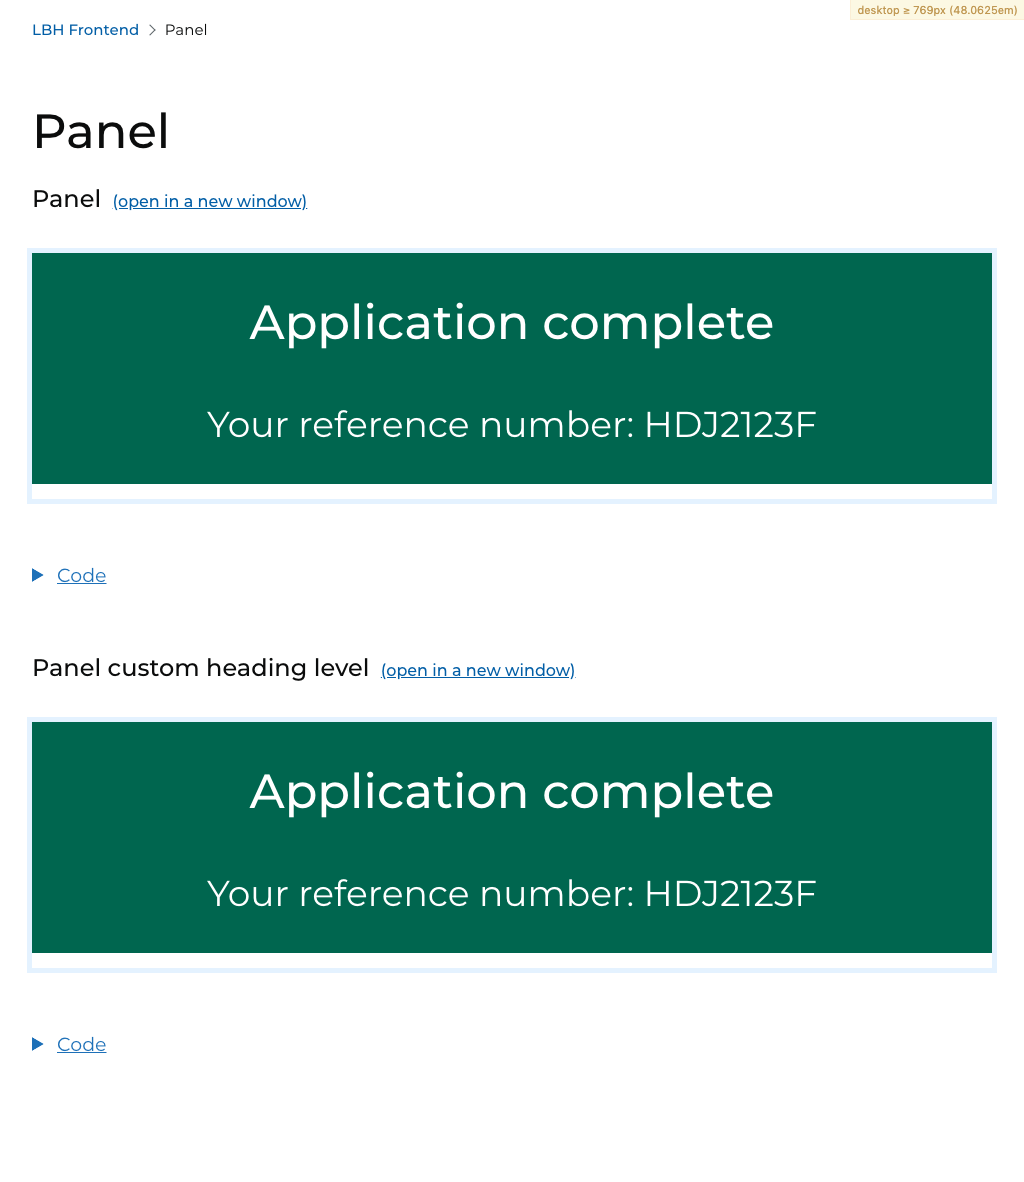 desktop ≥ 769px (48.0625em)
LBH Frontend > Panel
Panel
Panel (open in a new window)
Application complete
Your reference number: HDJ2123F
Code
Panel custom heading level (open in a new window)
Application complete
Your reference number: HDJ2123F
Code